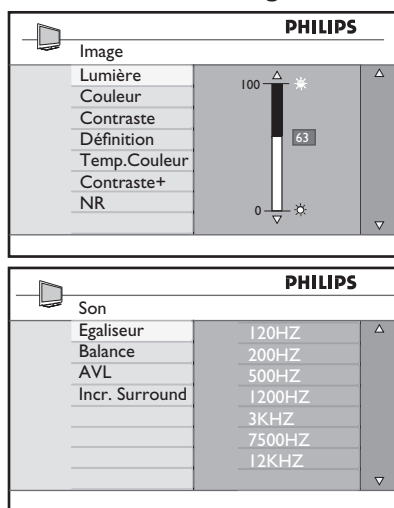 PHILIPS
Image
Lumière
Couleur
Contraste
Définition
Temp.Couleur
Contraste+
NR
100
63
0
PHILIPS
Son
Egaliseur 120HZ
Balance 200HZ
AVL 500HZ
Incr. Surround 1200HZ
3KHZ
7500HZ
12KHZ